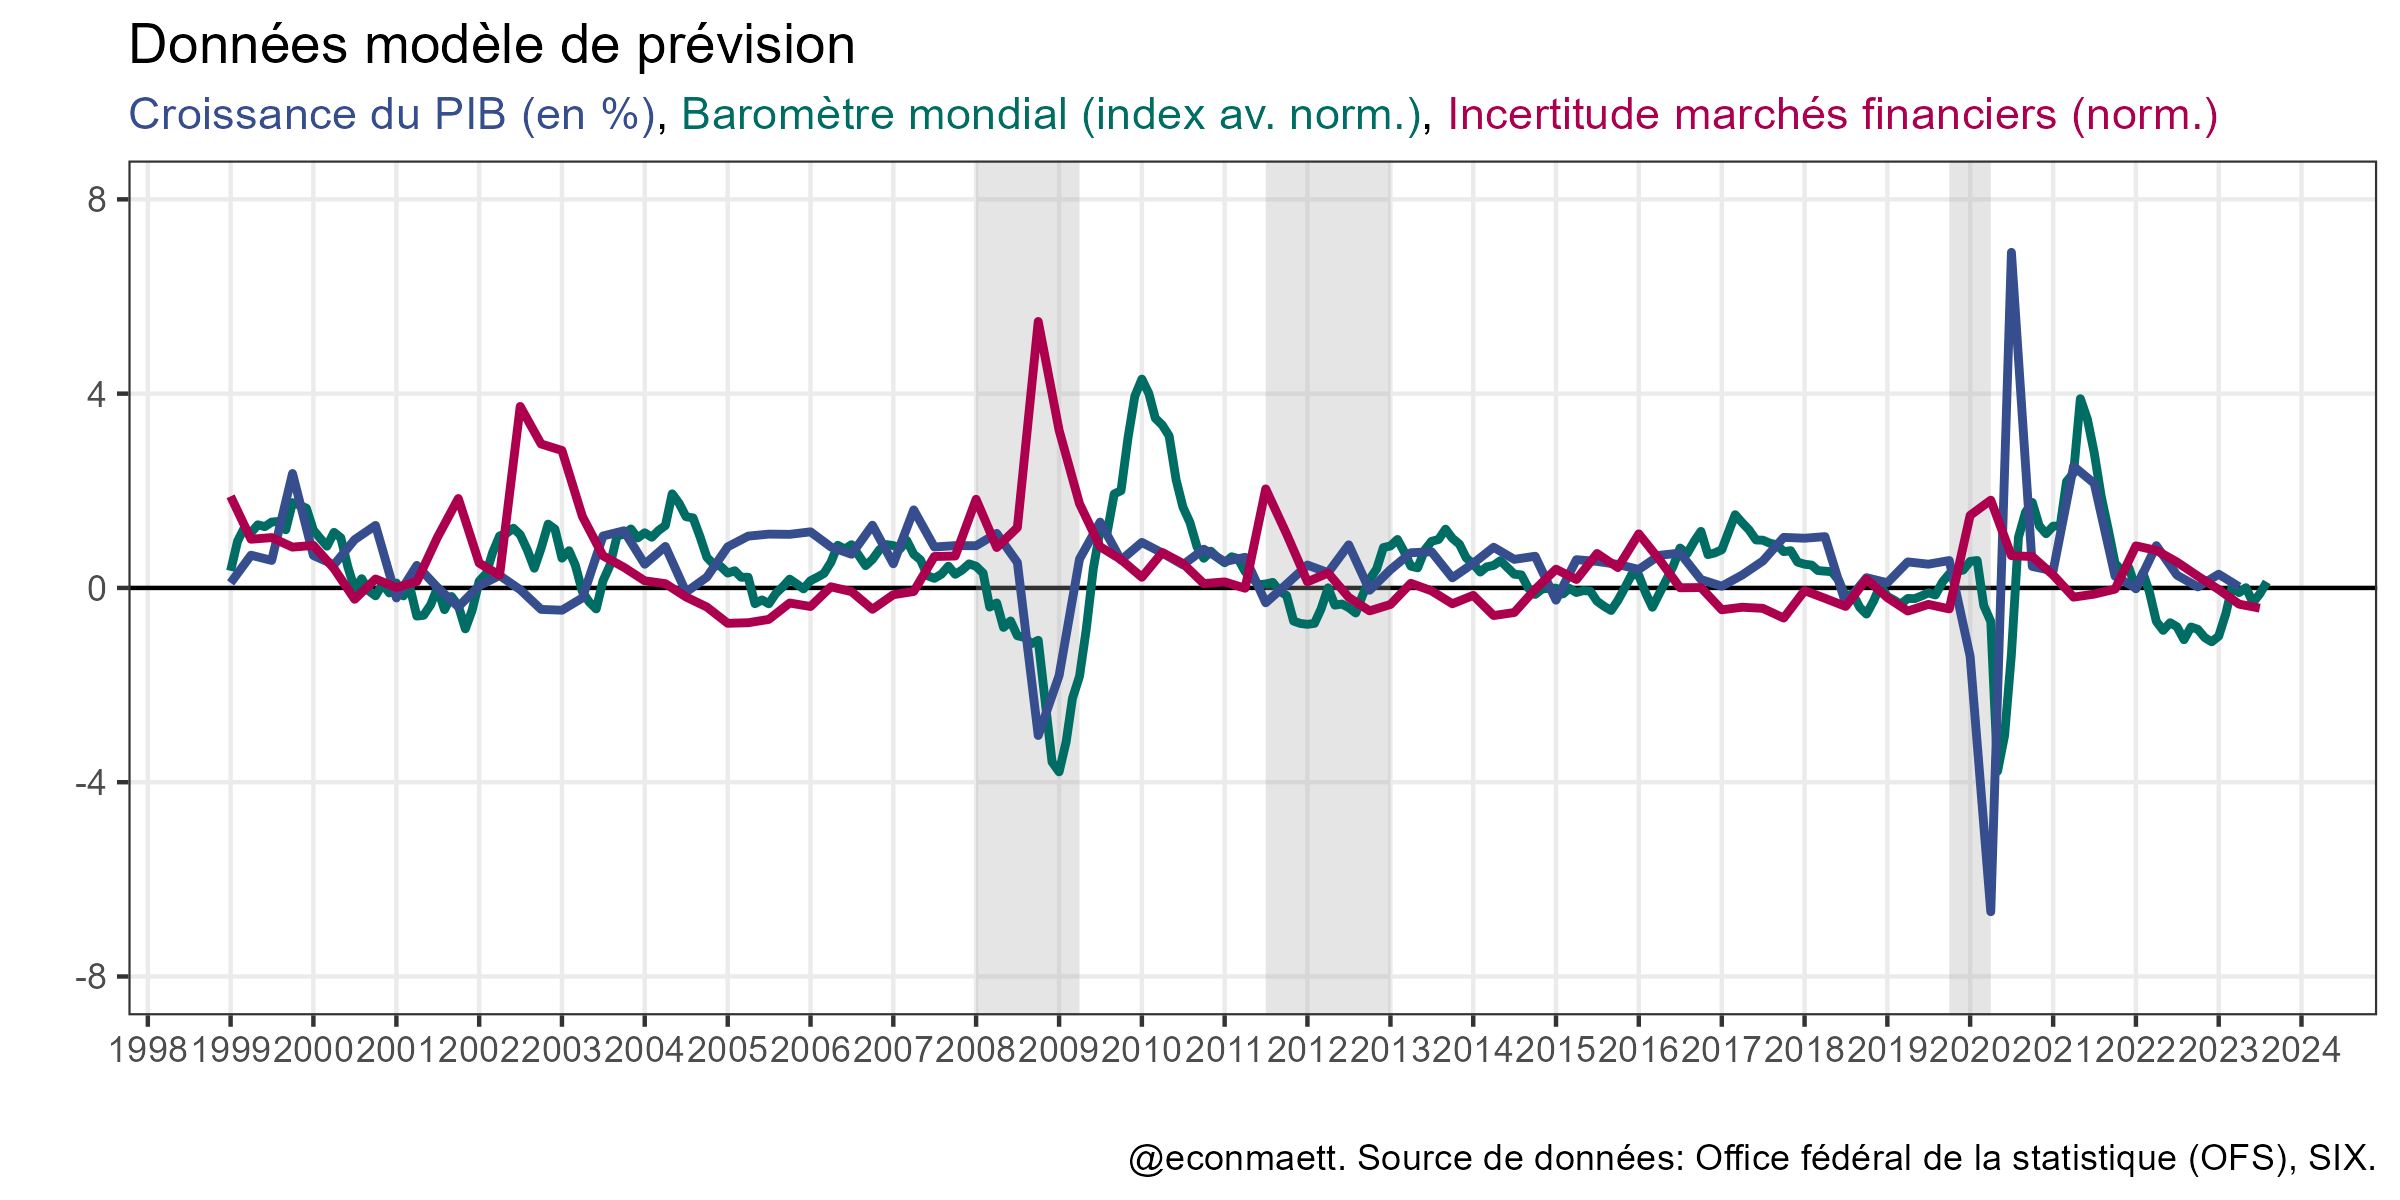 Données modèle de prévision
Croissance du PIB (en %), Baromètre mondial (index av. norm.), Incertitude marchés financiers (norm.)
8
4
0
-4
-8
1998 1999 2000 2001 2002 2003 2004 2005 2006 2007 2008 2009 2010 2011 2012 2013 2014 2015 2016 2017 2018 2019 2020 2021 2022 2023 2024
@econmaett. Source de données: Office fédéral de la statistique (OFS), SIX.